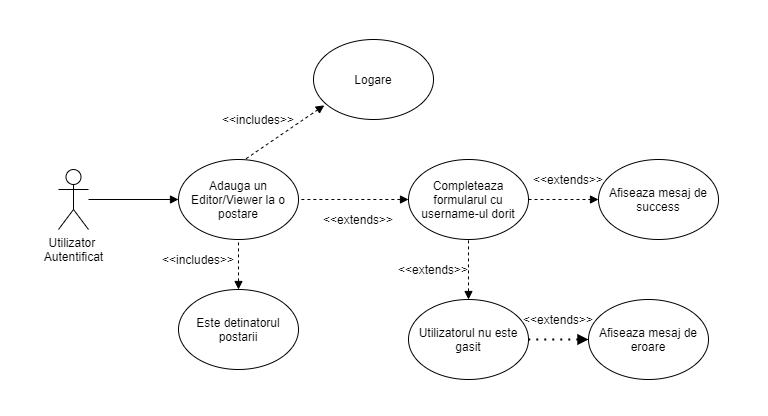 Logare
<<includes>>
Adauga un
Editor/Viewer la o
postare
Completeaza
formularul cu
username-ul dorit
<<extends>>
Afiseaza mesaj de
success
<<extends>>
Utilizator
Autentificat
<<includes>>
<<extends>>
Este detinatorul
postarii
Utilizatorul nu este
gasit
<<extends>>
Afiseaza mesaj de
eroare